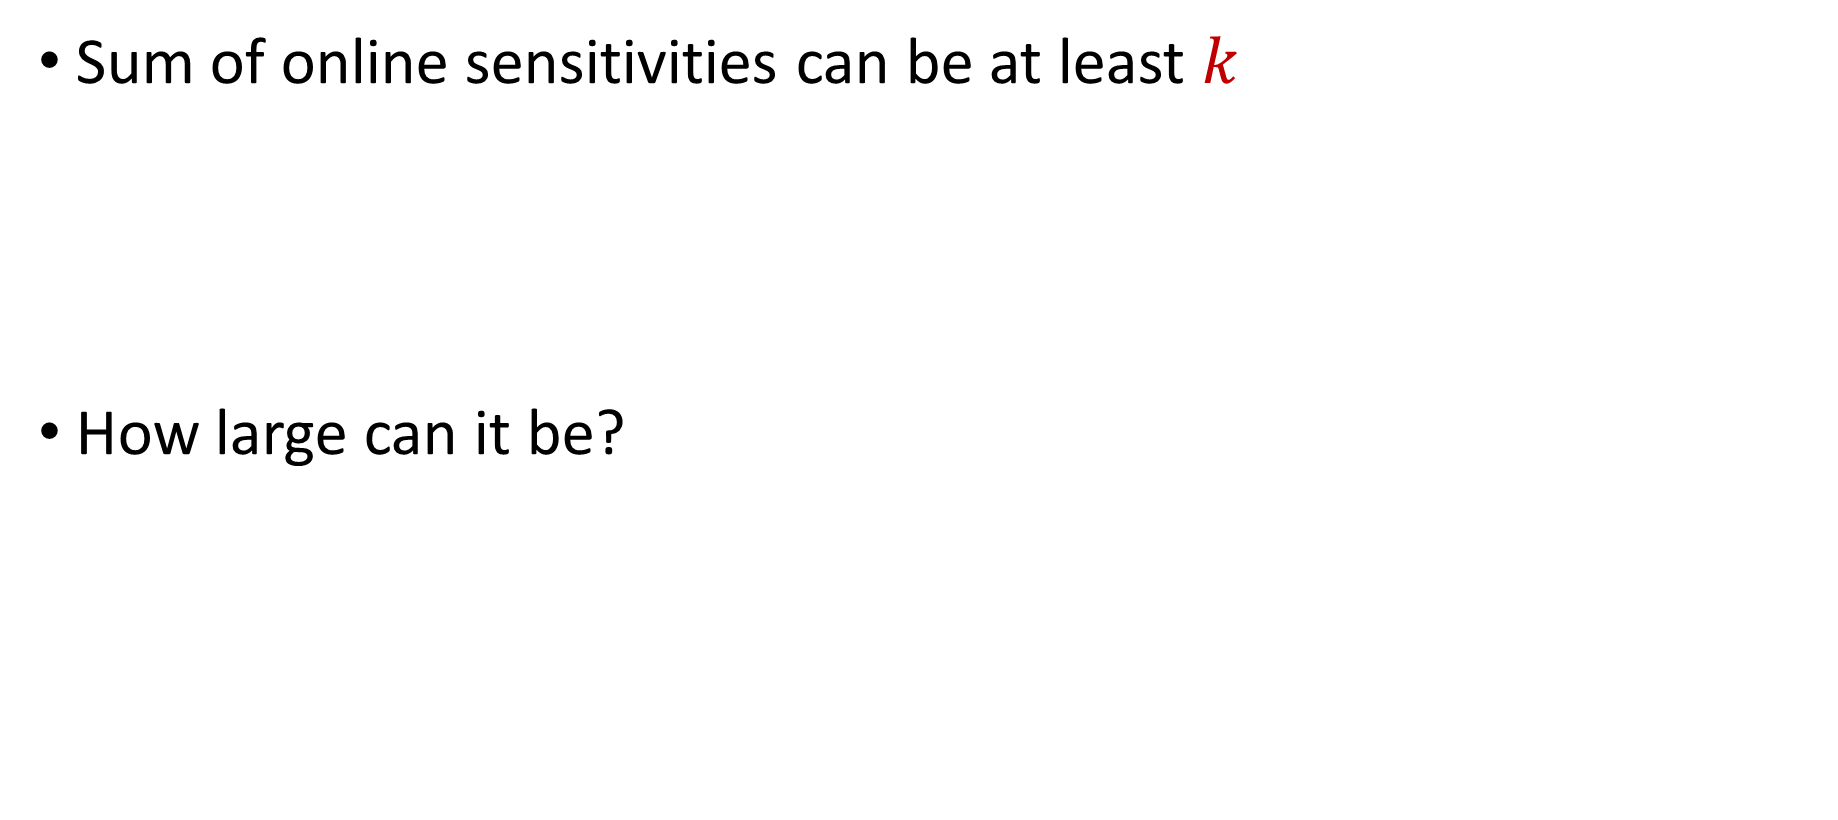 • Sum of online sensitivities can be at least k
• How large can it be?